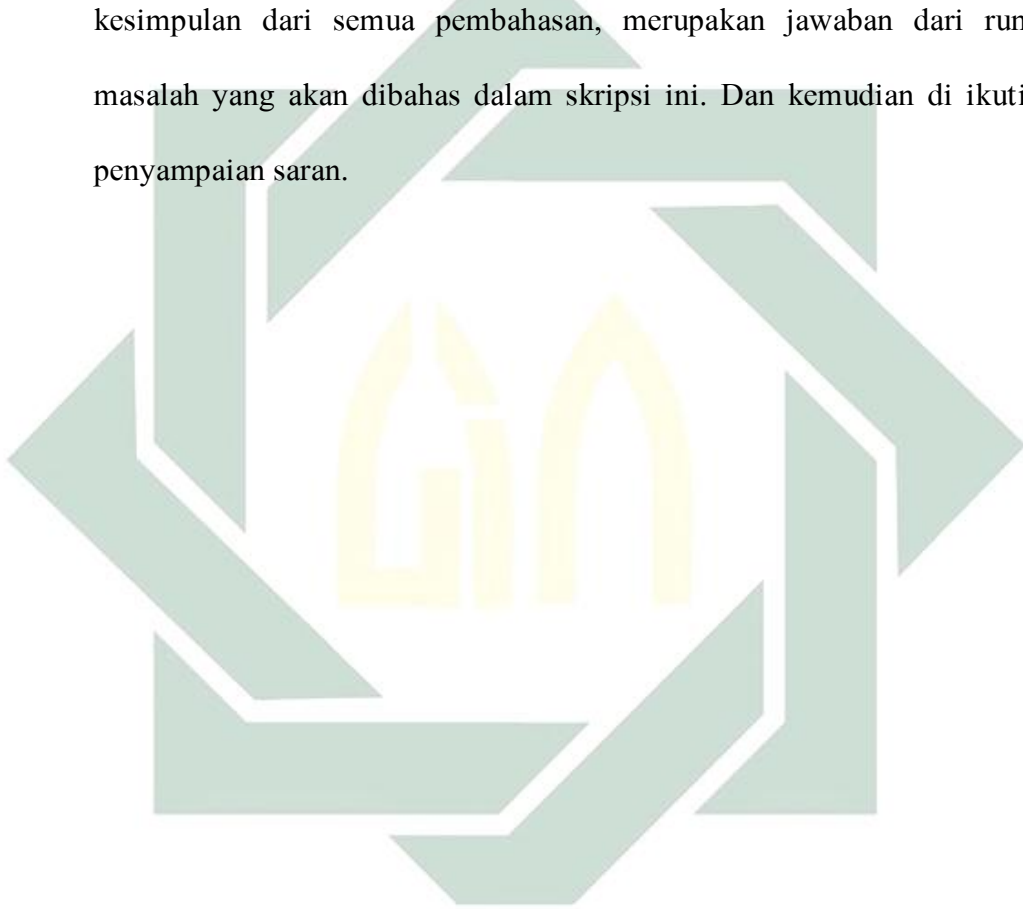 kesimpulan dari semua pembahasan, merupakan jawaban dari
masalah yang akan dibahas dalam skripsi ini. Dan kemudian di ikuti
penyampaian saran.